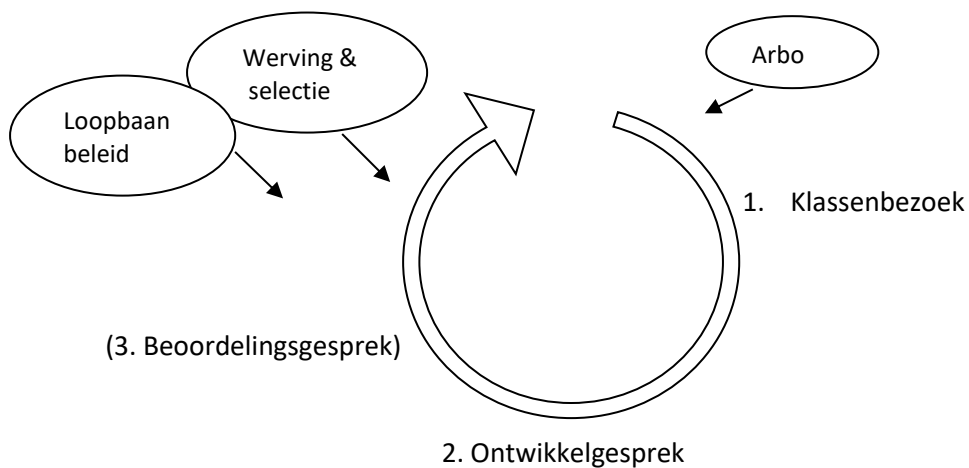 Werving &
selectie
Arbo
Loopbaan
beleid
1. Klassenbezoek
(3. Beoordelingsgesprek)
2. Ontwikkelgesprek